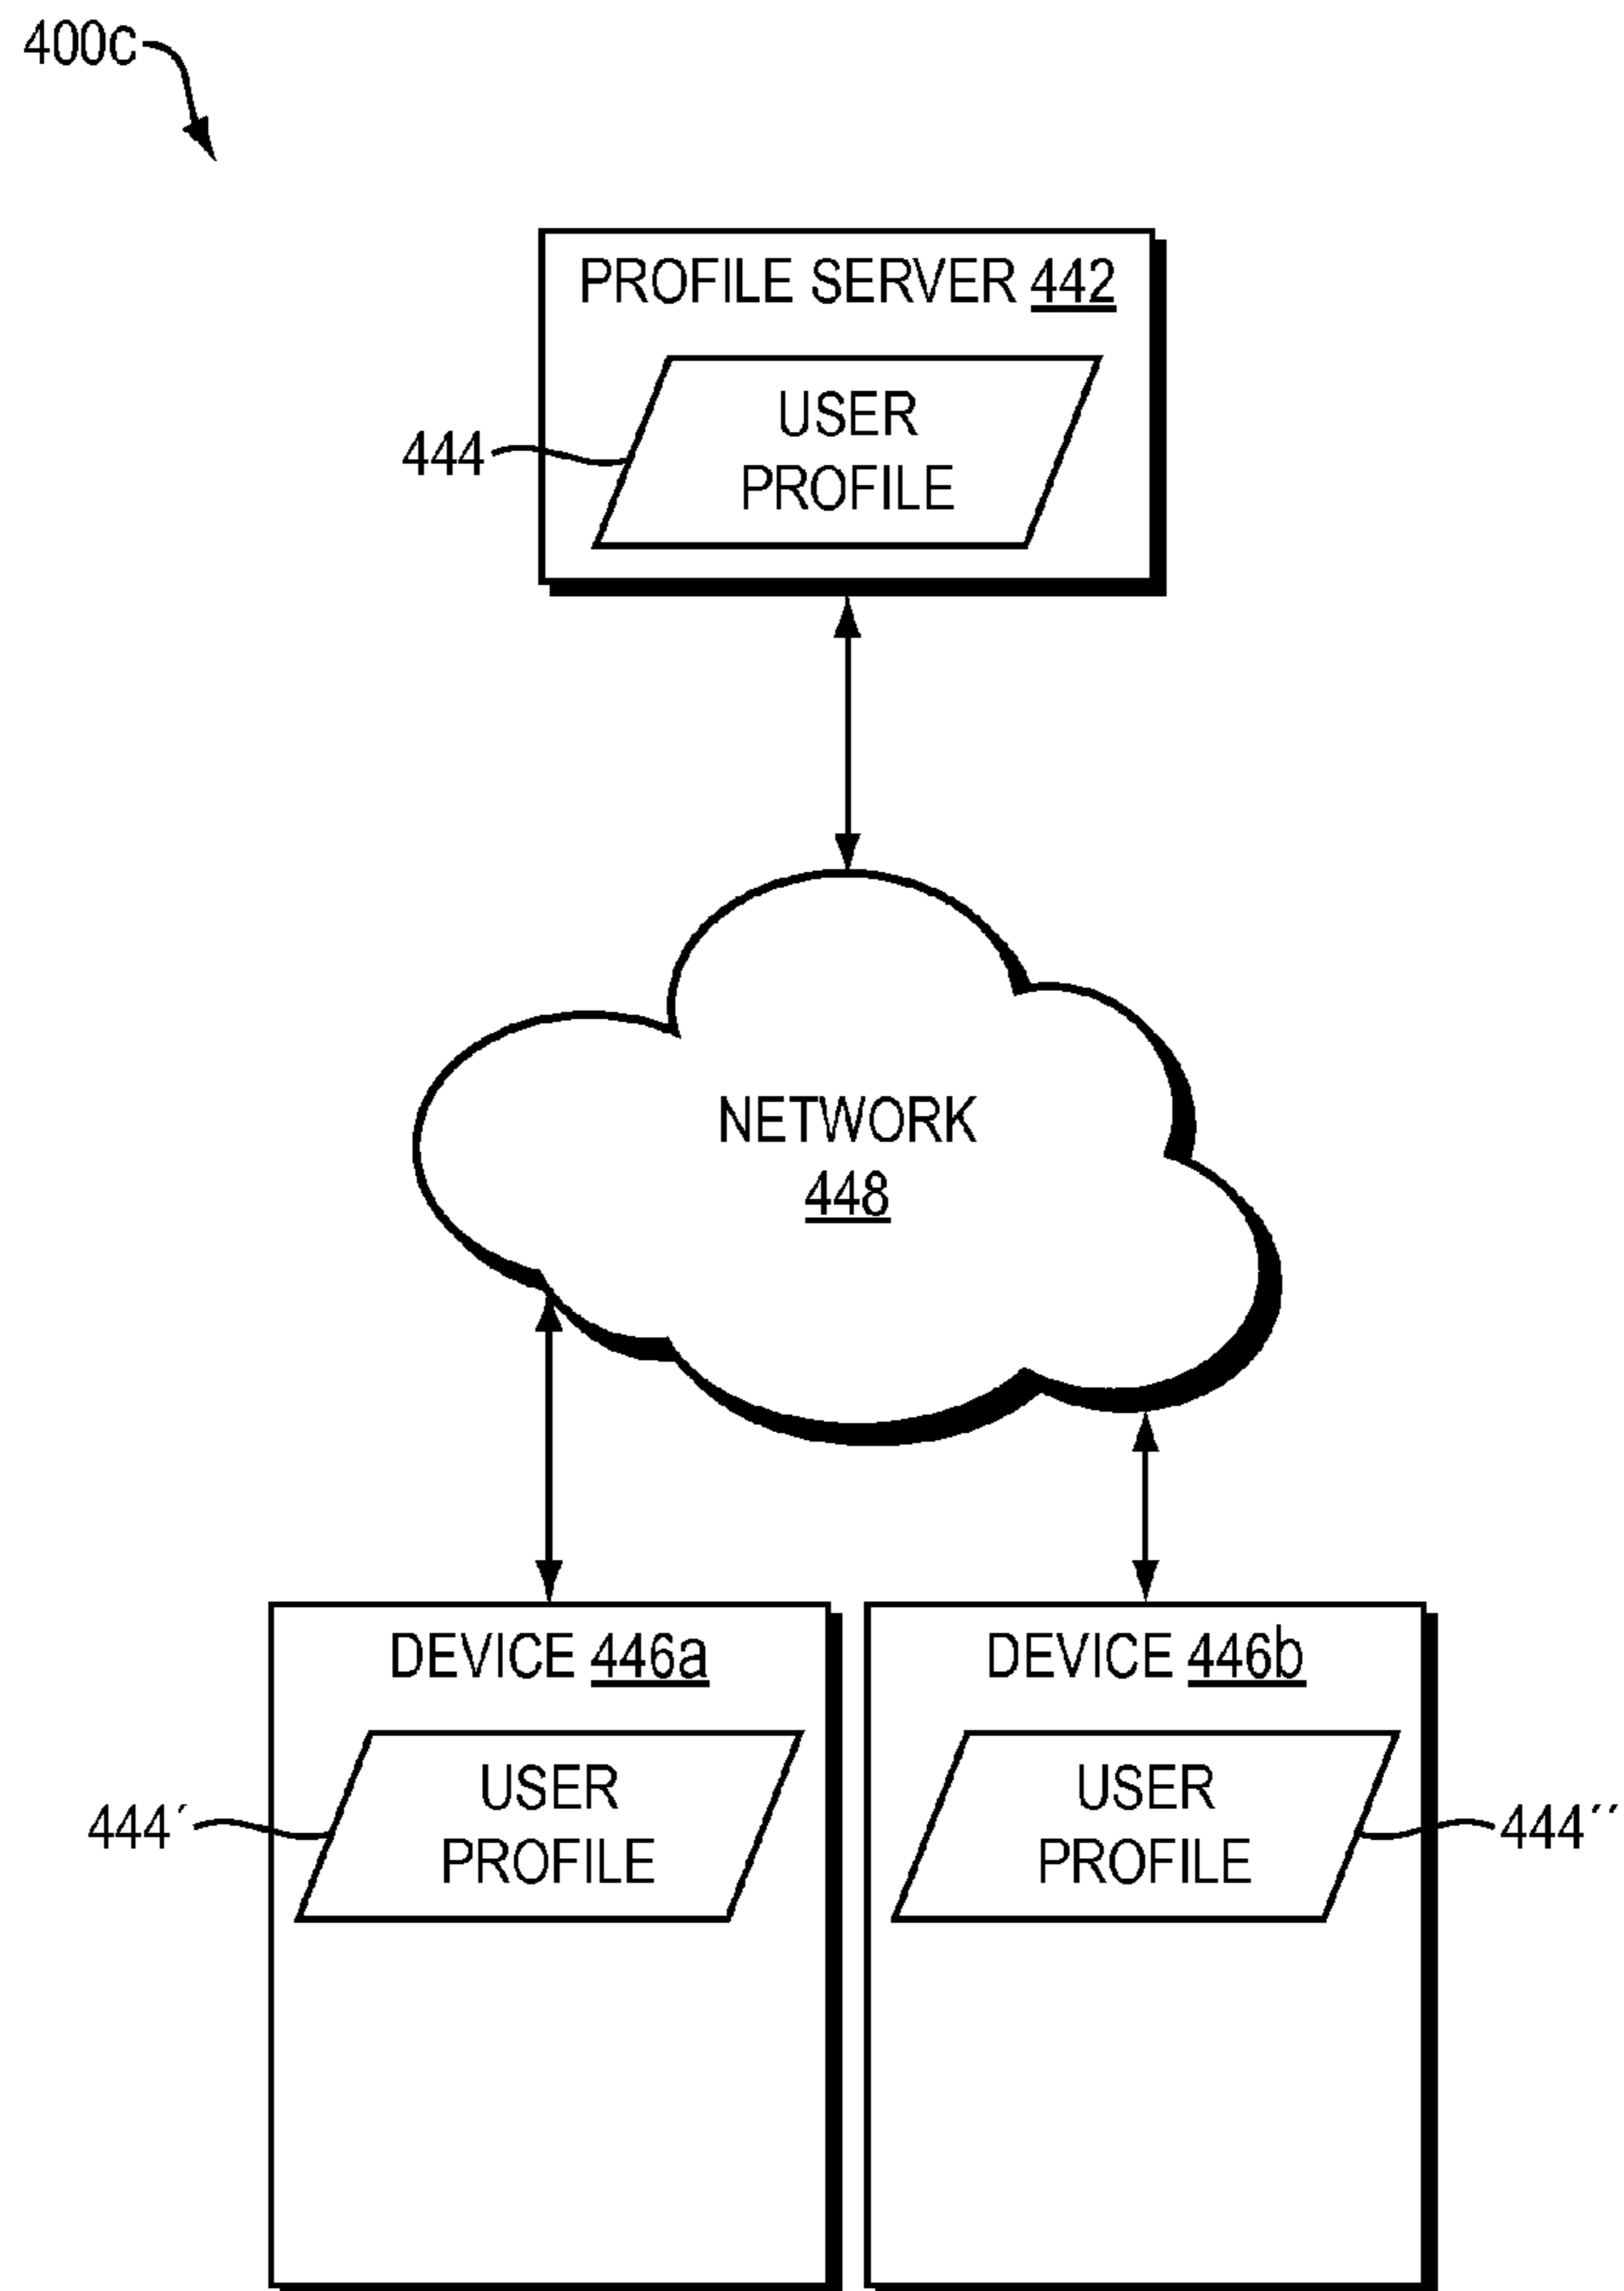 400c
PROFILE SERVER 442
USER
PROFILE
444
NETWORK
448
DEVICE 446a
USER
PROFILE
444´
DEVICE 446b
USER
PROFILE
444´´